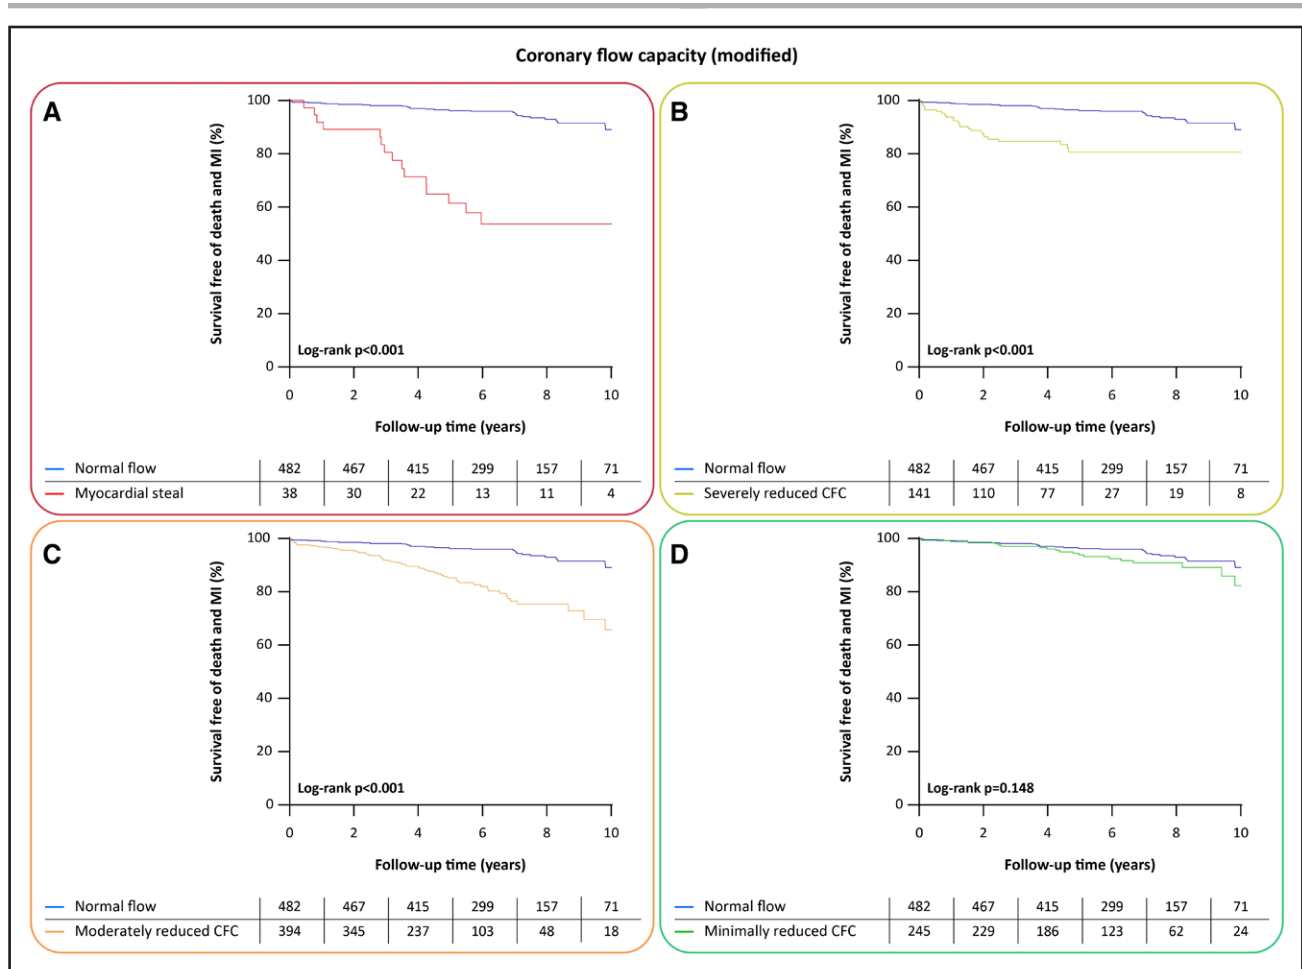 Coronary flow capacity (modified)
A
Survival free of death and MI (%)
100
80
60
40
20
0
Log-rank p<0.001
0 2 4 6 8 10
Follow-up time (years)
Normal flow 482 467 415 299 157 71
Myocardial steal 38 30 22 13 11 4
B
Survival free of death and MI (%)
100
80
60
40
20
0
Log-rank p<0.001
0 2 4 6 8 10
Follow-up time (years)
Normal flow 482 467 415 299 157 71
Severely reduced CFC 141 110 77 27 19 8
C
Survival free of death and MI (%)
100
80
60
40
20
0
Log-rank p<0.001
0 2 4 6 8 10
Follow-up time (years)
Normal flow 482 467 415 299 157 71
Moderately reduced CFC 394 345 237 103 48 18
D
Survival free of death and MI (%)
100
80
60
40
20
0
Log-rank p=0.148
0 2 4 6 8 10
Follow-up time (years)
Normal flow 482 467 415 299 157 71
Minimally reduced CFC 245 229 186 123 62 24